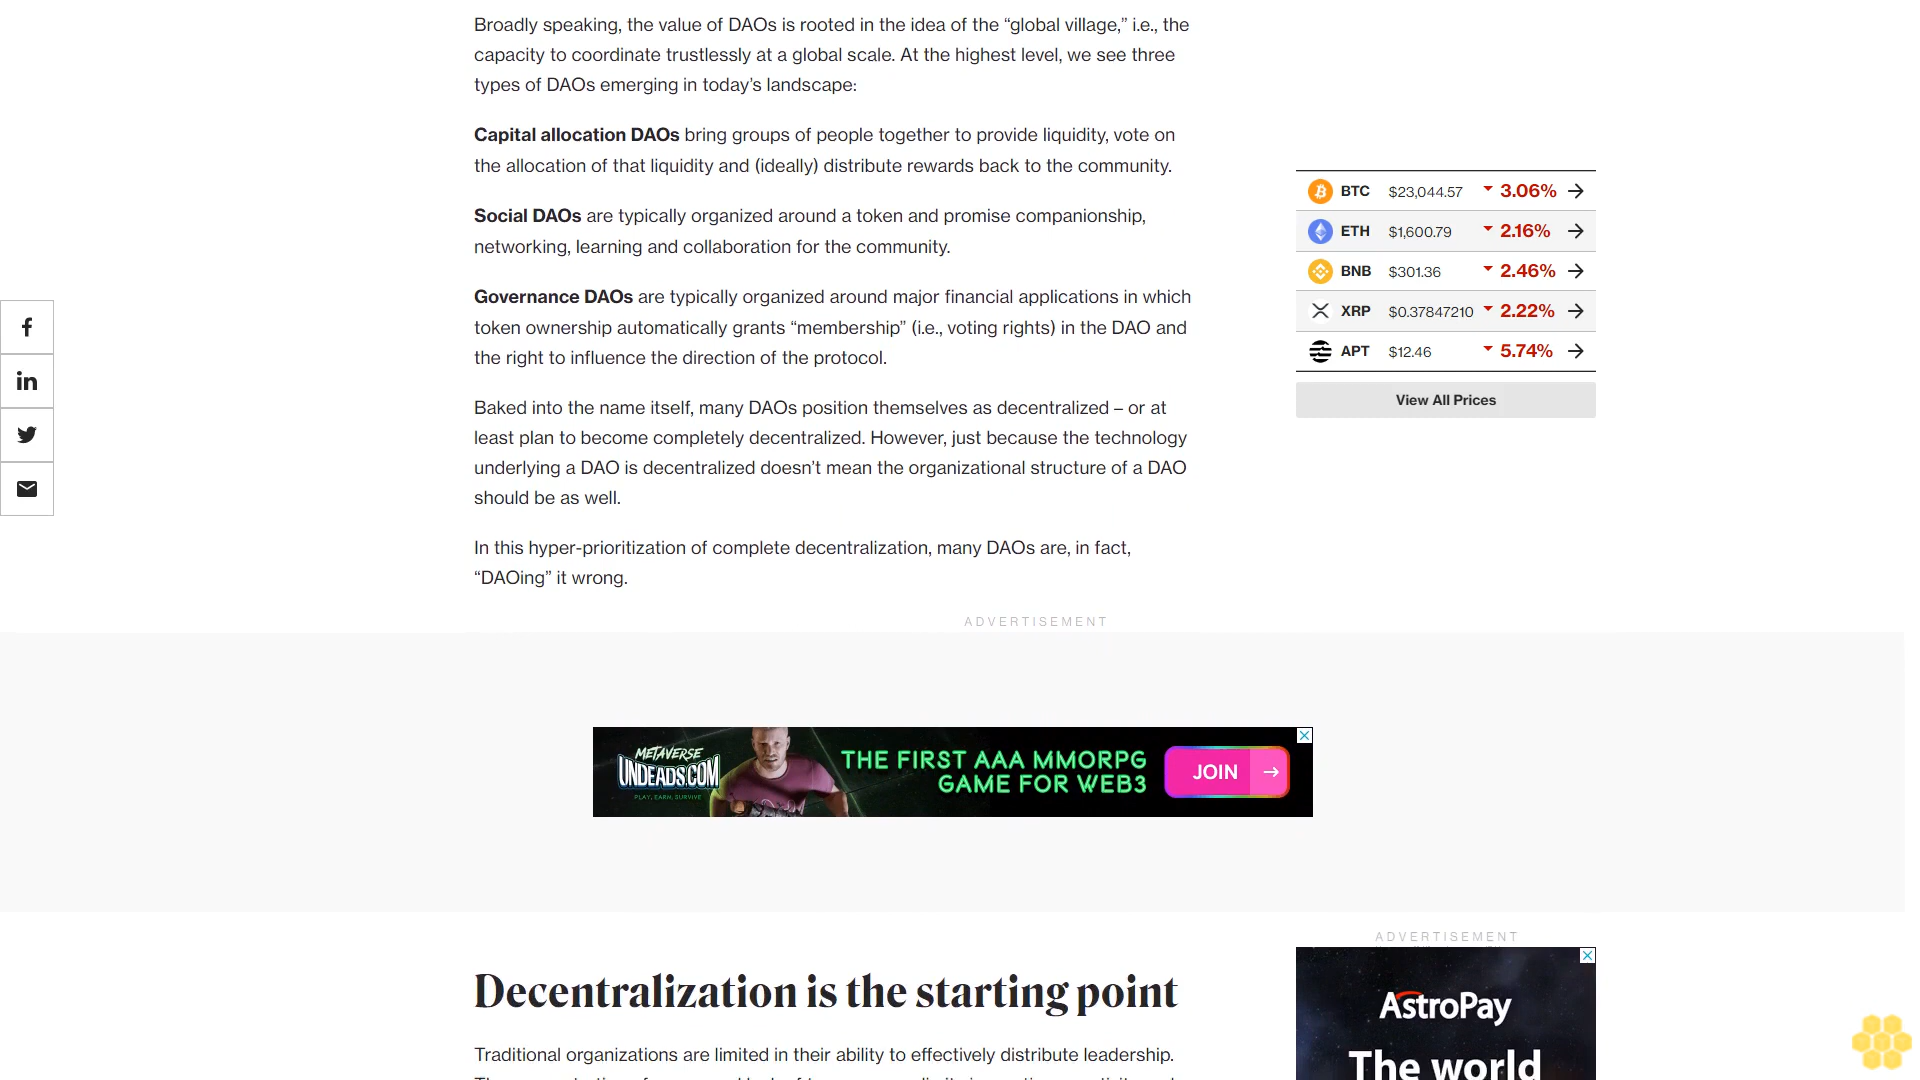 Broadly speaking, the value of DAOs is rooted in the idea of the “global village,” i.e., the
capacity to coordinate trustlessly at a global scale. At the highest level, we see three
types of DAOs emerging in today’s landscape:
Capital allocation DAOs bring groups of people together to provide liquidity, vote on
the allocation of that liquidity and (ideally) distribute rewards back to the community.
Social DAOs are typically organized around a token and promise companionship,
networking, learning and collaboration for the community.
Governance DAOs are typically organized around major financial applications in which
token ownership automatically grants “membership” (i.e., voting rights) in the DAO and
the right to influence the direction of the protocol.
Baked into the name itself, many DAOs position themselves as decentralized – or at
least plan to become completely decentralized. However, just because the technology
underlying a DAO is decentralized doesn’t mean the organizational structure of a DAO
should be as well.
In this hyper-prioritization of complete decentralization, many DAOs are, in fact,
“DAOing” it wrong.
BTC $23,044.57 3.06%
ETH $1,600.79 2.16%
BNB $301.36 2.46%
XRP $0.37847210 2.22%
APT $12.46 5.74%
View All Prices
ADVERTISEMENT
METAVERSE
UNDEADS.COM
PLAY, EARN, SURVIVE
THE FIRST AAA MMORPG
GAME FOR WEB3
JOIN
Decentralization is the starting point
Traditional organizations are limited in their ability to effectively distribute leadership.
ADVERTISEMENT
AstroPay
The world